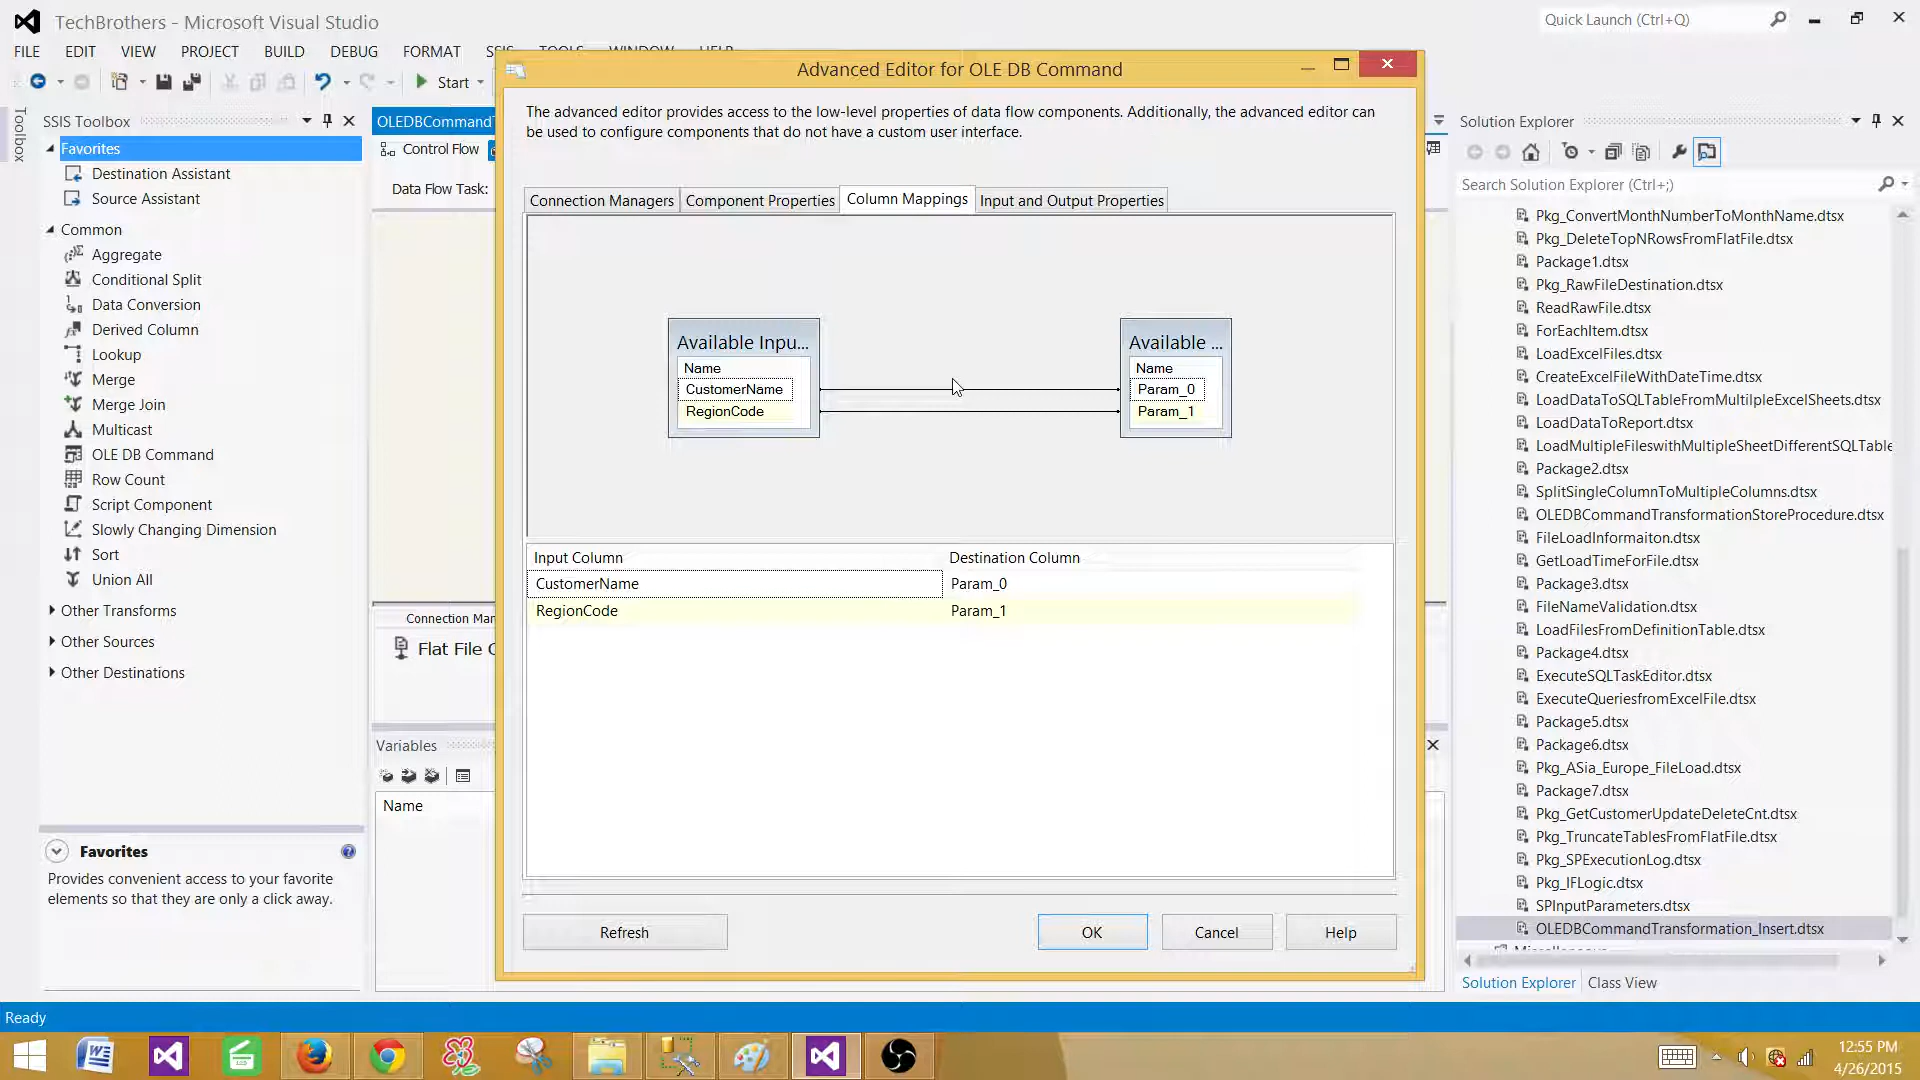 TechBrothers - Microsoft Visual Studio
Quick Launch (Ctrl+Q)
FILE EDIT VIEW PROJECT BUILD DEBUG FORMAT SSIS TOOLS WINDOW HELP
Start
Toolbox
SSIS Toolbox
Favorites
Destination Assistant
Source Assistant
Common
Aggregate
Conditional Split
Data Conversion
Derived Column
Lookup
Merge
Merge Join
Multicast
OLE DB Command
Row Count
Script Component
Slowly Changing Dimension
Sort
Union All
Other Transforms
Other Sources
Other Destinations
Favorites
Provides convenient access to your favorite
elements so that they are only a click away.
OLEDBCommandT
Control Flow
Data Flow Task:
Connection Mar
Flat File C
Variables
Name
Advanced Editor for OLE DB Command
The advanced editor provides access to the low-level properties of data flow components. Additionally, the advanced editor can
be used to configure components that do not have a custom user interface.
Connection Managers Component Properties Column Mappings Input and Output Properties
Available Inpu...
Name
CustomerName
RegionCode
Available ...
Name
Param_0
Param_1
Input Column Destination Column
CustomerName Param_0
RegionCode Param_1
Refresh OK Cancel Help
Solution Explorer
Search Solution Explorer (Ctrl+;)
Pkg_ConvertMonthNumberToMonthName.dtsx
Pkg_DeleteTopNRowsFromFlatFile.dtsx
Package1.dtsx
Pkg_RawFileDestination.dtsx
ReadRawFile.dtsx
ForEachItem.dtsx
LoadExcelFiles.dtsx
CreateExcelFileWithDateTime.dtsx
LoadDataToSQLTableFromMultilpleExcelSheets.dtsx
LoadDataToReport.dtsx
LoadMultipleFileswithMultipleSheetDifferentSQLTable
Package2.dtsx
SplitSingleColumnToMultipleColumns.dtsx
OLEDBCommandTransformationStoreProcedure.dtsx
FileLoadInformaiton.dtsx
GetLoadTimeForFile.dtsx
Package3.dtsx
FileNameValidation.dtsx
LoadFilesFromDefinitionTable.dtsx
Package4.dtsx
ExecuteSQLTaskEditor.dtsx
ExecuteQueriesfromExcelFile.dtsx
Package5.dtsx
Package6.dtsx
Pkg_ASia_Europe_FileLoad.dtsx
Package7.dtsx
Pkg_GetCustomerUpdateDeleteCnt.dtsx
Pkg_TruncateTablesFromFlatFile.dtsx
Pkg_SPExecutionLog.dtsx
Pkg_IFLogic.dtsx
SPInputParameters.dtsx
OLEDBCommandTransformation_Insert.dtsx
Solution Explorer Class View
Ready
12:55 PM
4/26/2015